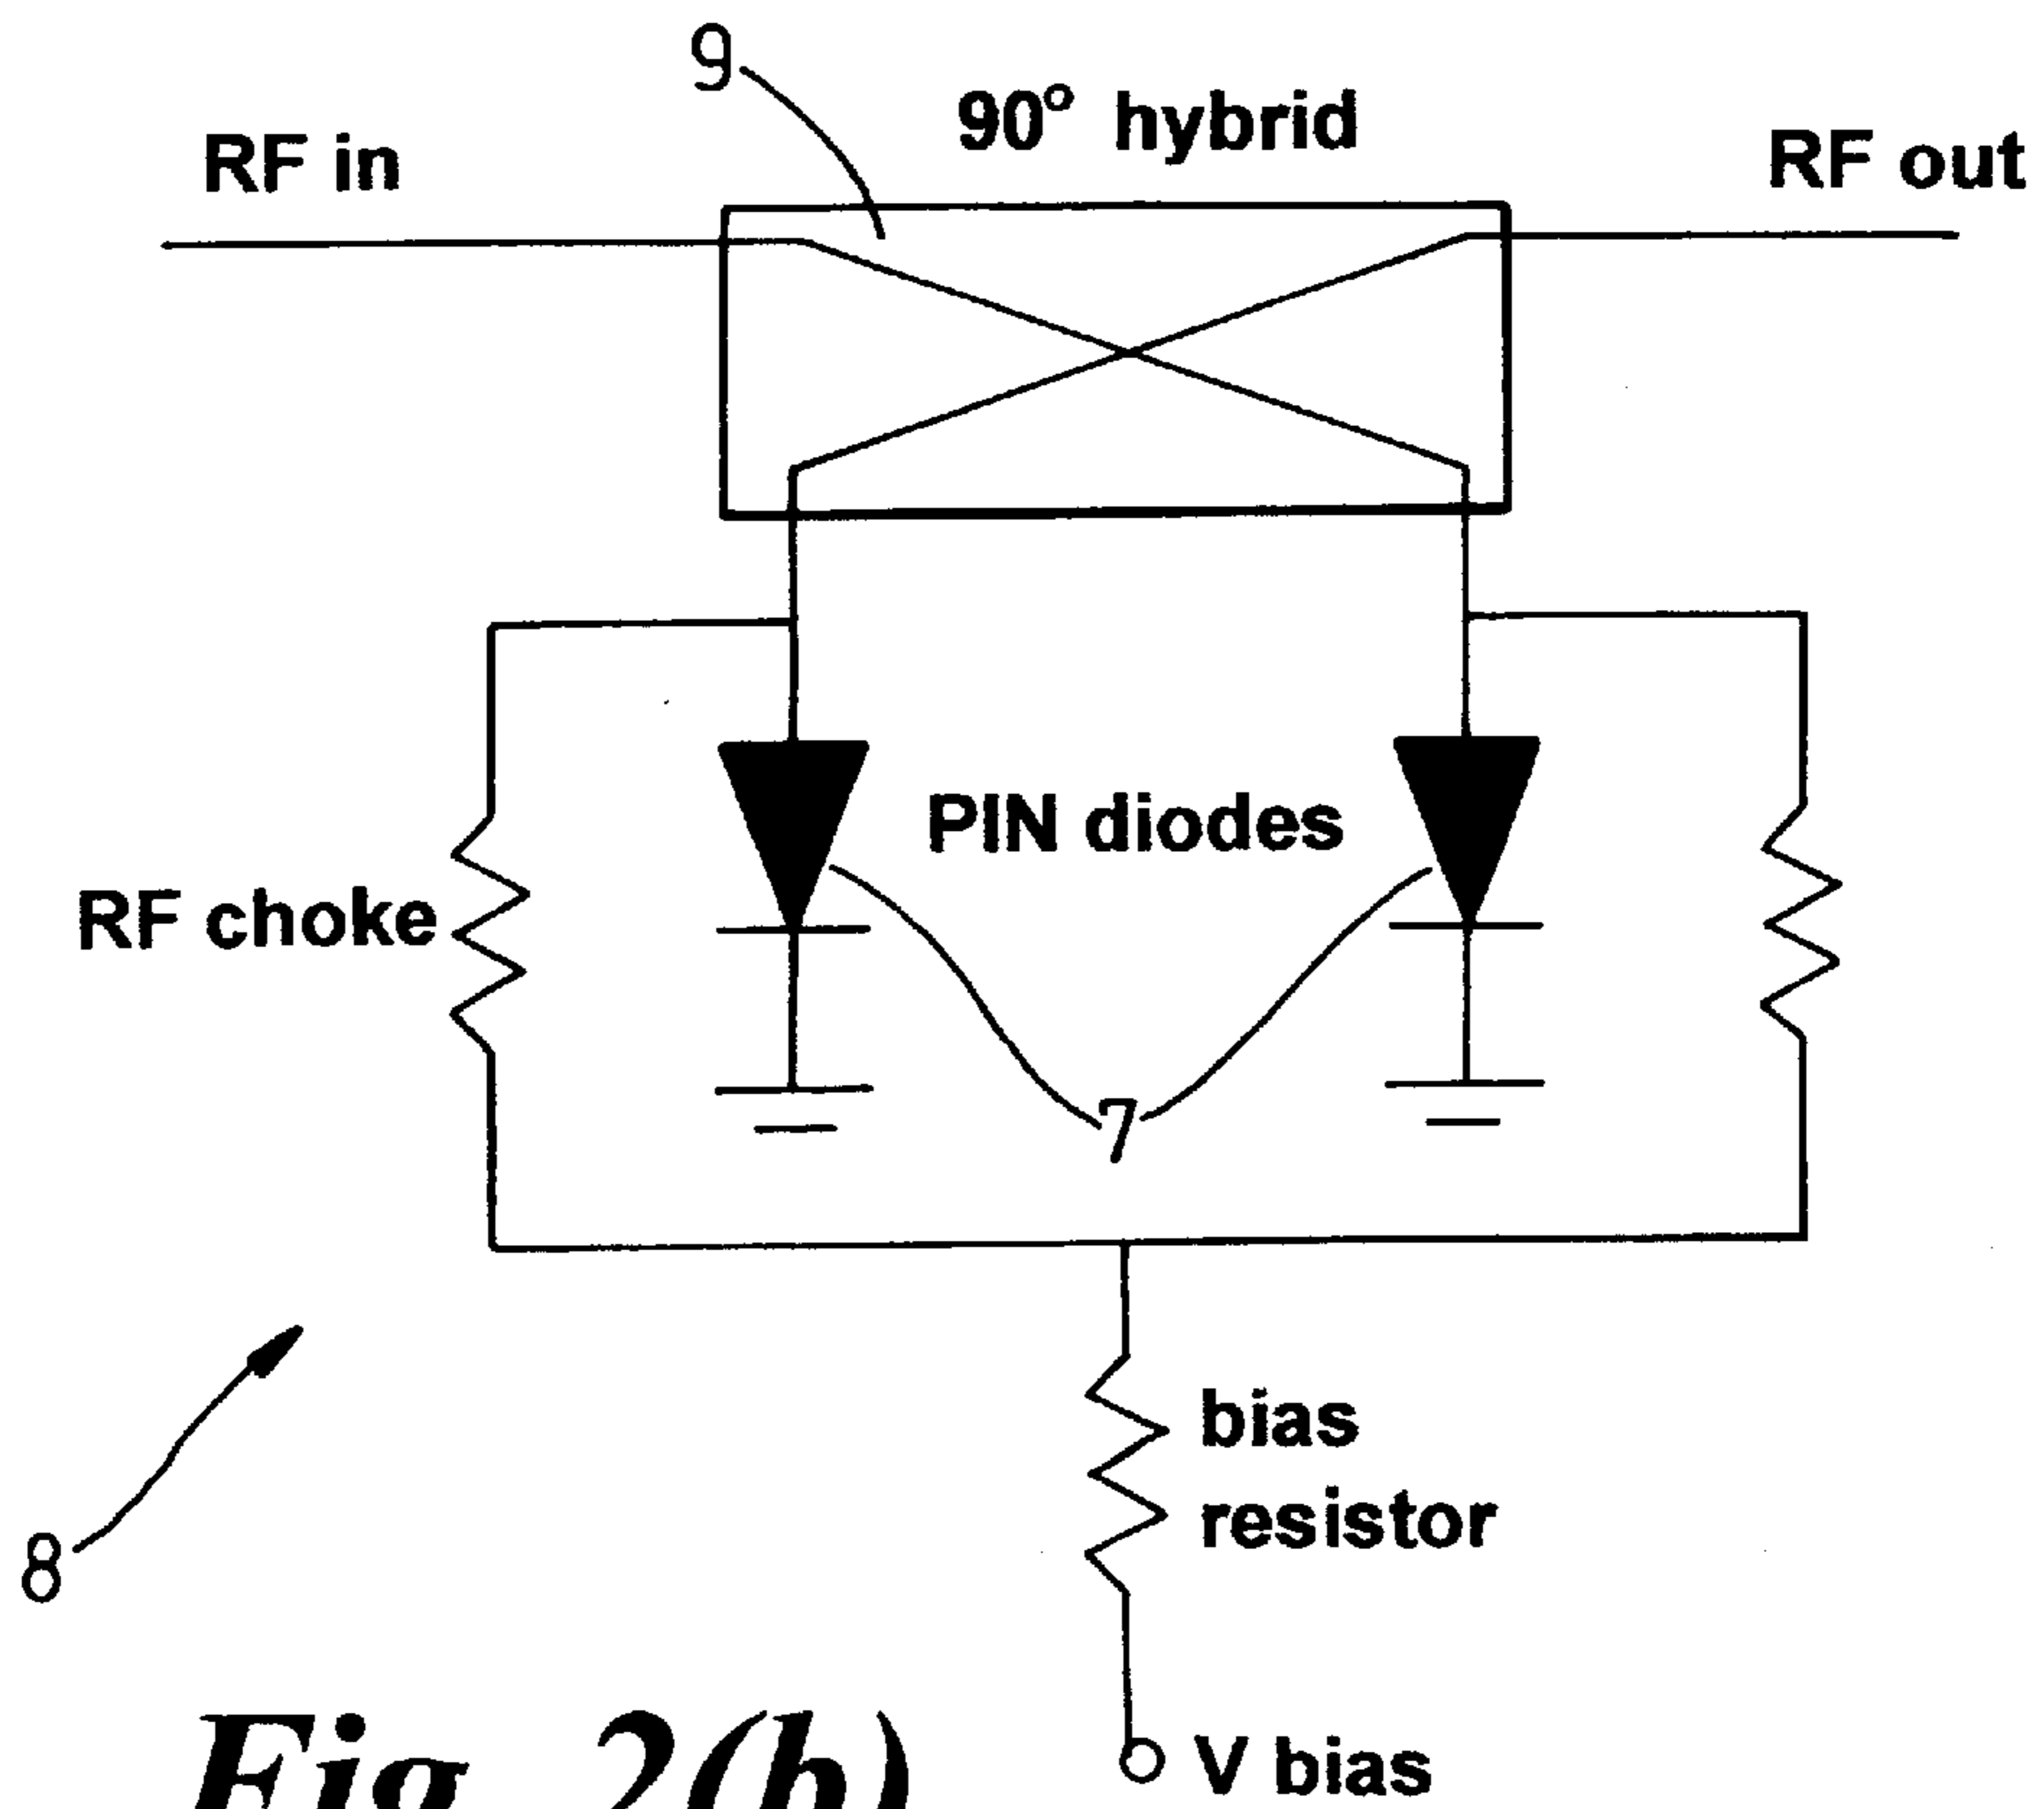 9
90° hybrid
RF in
RF out
PIN diodes
RF choke
7
bias
resistor
8
V bias
Fig. 2(b)